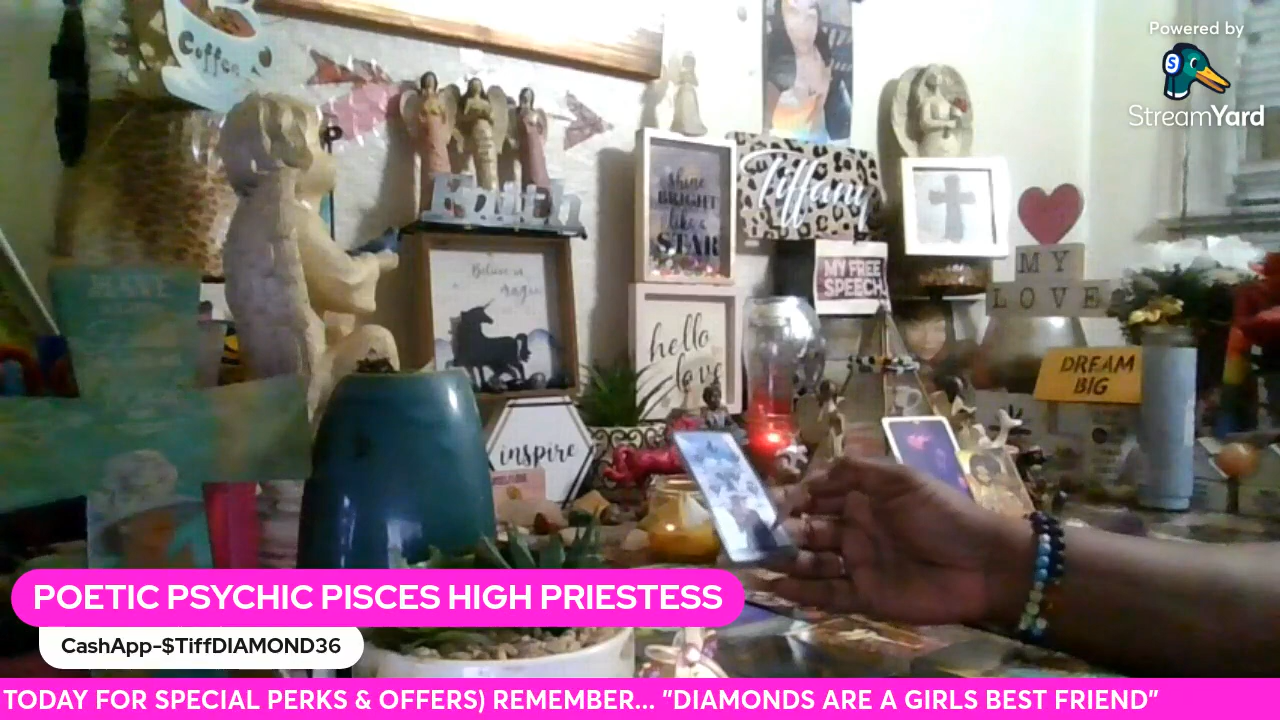 Powered by
StreamYard
Coffee
Faith
shine
BRIGHT
like a
STAR
Tiffany
Believe in
magic
MY FREE
SPEECH
MY
LOVE
hello
love
DREAM
BIG
inspire
POETIC PSYCHIC PISCES HIGH PRIESTESS
CashApp-$TiffDIAMOND36
TODAY FOR SPECIAL PERKS & OFFERS) REMEMBER... "DIAMONDS ARE A GIRLS BEST FRIEND"